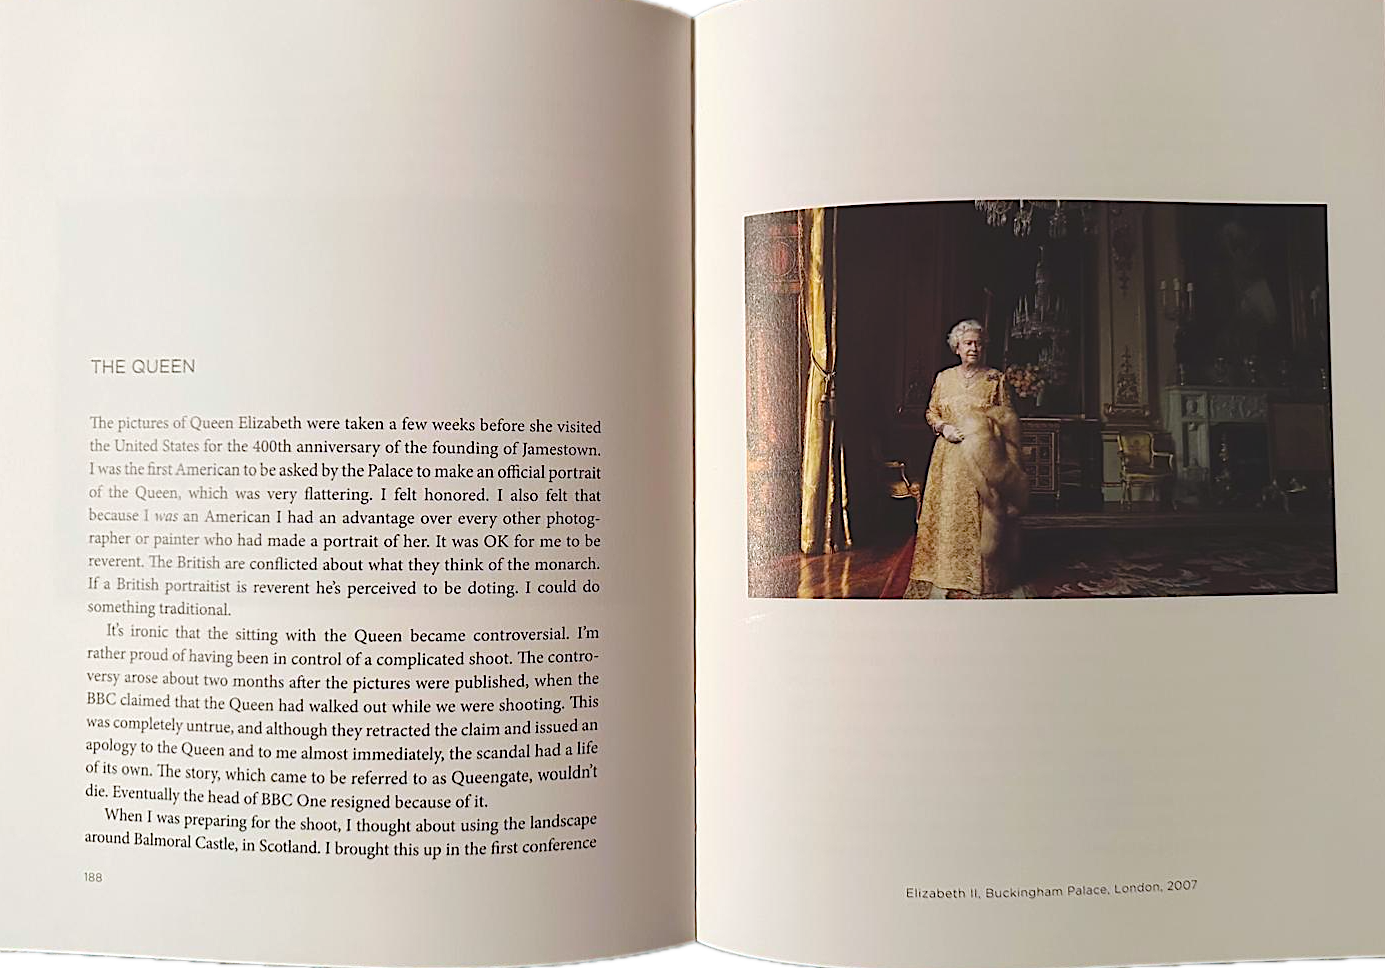 THE QUEEN
The pictures of Queen Elizabeth were taken a few weeks before she visited
the United States for the 400th anniversary of the founding of Jamestown.
I was the first American to be asked by the Palace to make an official portrait
of the Queen, which was very flattering. I felt honored. I also felt that
because I was an American I had an advantage over every other photog-
rapher or painter who had made a portrait of her. It was OK for me to be
reverent. The British are conflicted about what they think of the monarch.
If a British portraitist is reverent he's perceived to be doting. I could do
something traditional.
It's ironic that the sitting with the Queen became controversial. I'm
rather proud of having been in control of a complicated shoot. The contro-
versy arose about two months after the pictures were published, when the
BBC claimed that the Queen had walked out while we were shooting. This
was completely untrue, and although they retracted the claim and issued an
apology to the Queen and to me almost immediately, the scandal had a life
of its own. The story, which came to be referred to as Queengate, wouldn't
die. Eventually the head of BBC One resigned because of it.
When I was preparing for the shoot, I thought about using the landscape
around Balmoral Castle, in Scotland. I brought this up in the first conference
188
Elizabeth II, Buckingham Palace, London, 2007